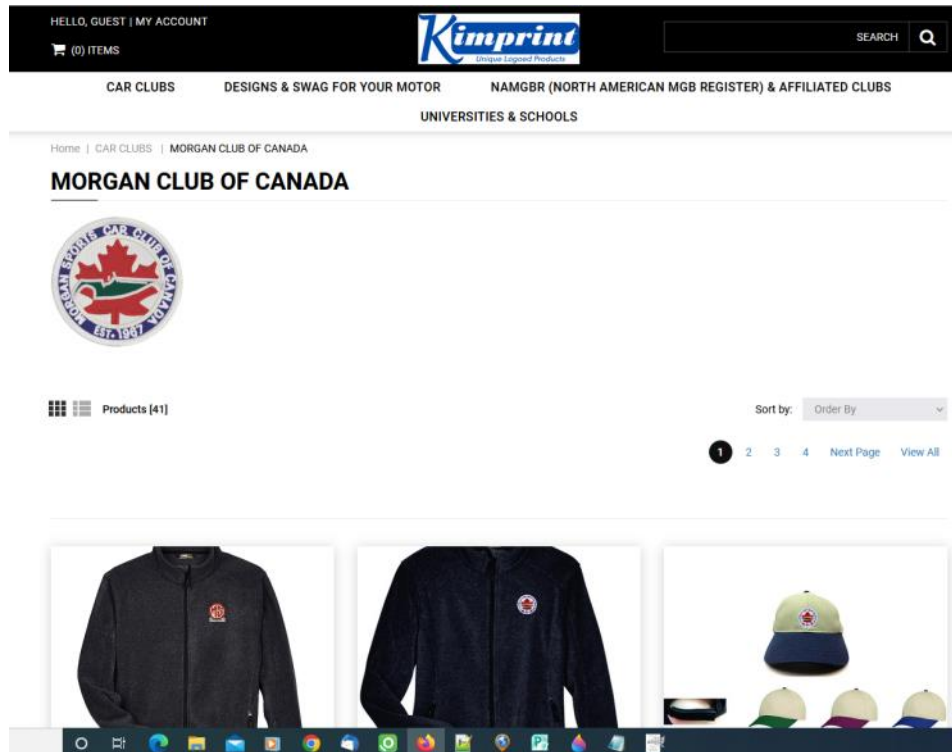 HELLO, GUEST | MY ACCOUNT
(0) ITEMS
Kimprint
Unique Logoed Products
SEARCH
CAR CLUBS DESIGNS & SWAG FOR YOUR MOTOR NAMGBR (NORTH AMERICAN MGB REGISTER) & AFFILIATED CLUBS
UNIVERSITIES & SCHOOLS
Home | CAR CLUBS | MORGAN CLUB OF CANADA
MORGAN CLUB OF CANADA
MORGAN SPORTS CAR CLUB OF CANADA
EST. 1967
Products [41]
Sort by: Order By
1 2 3 4 Next Page View All